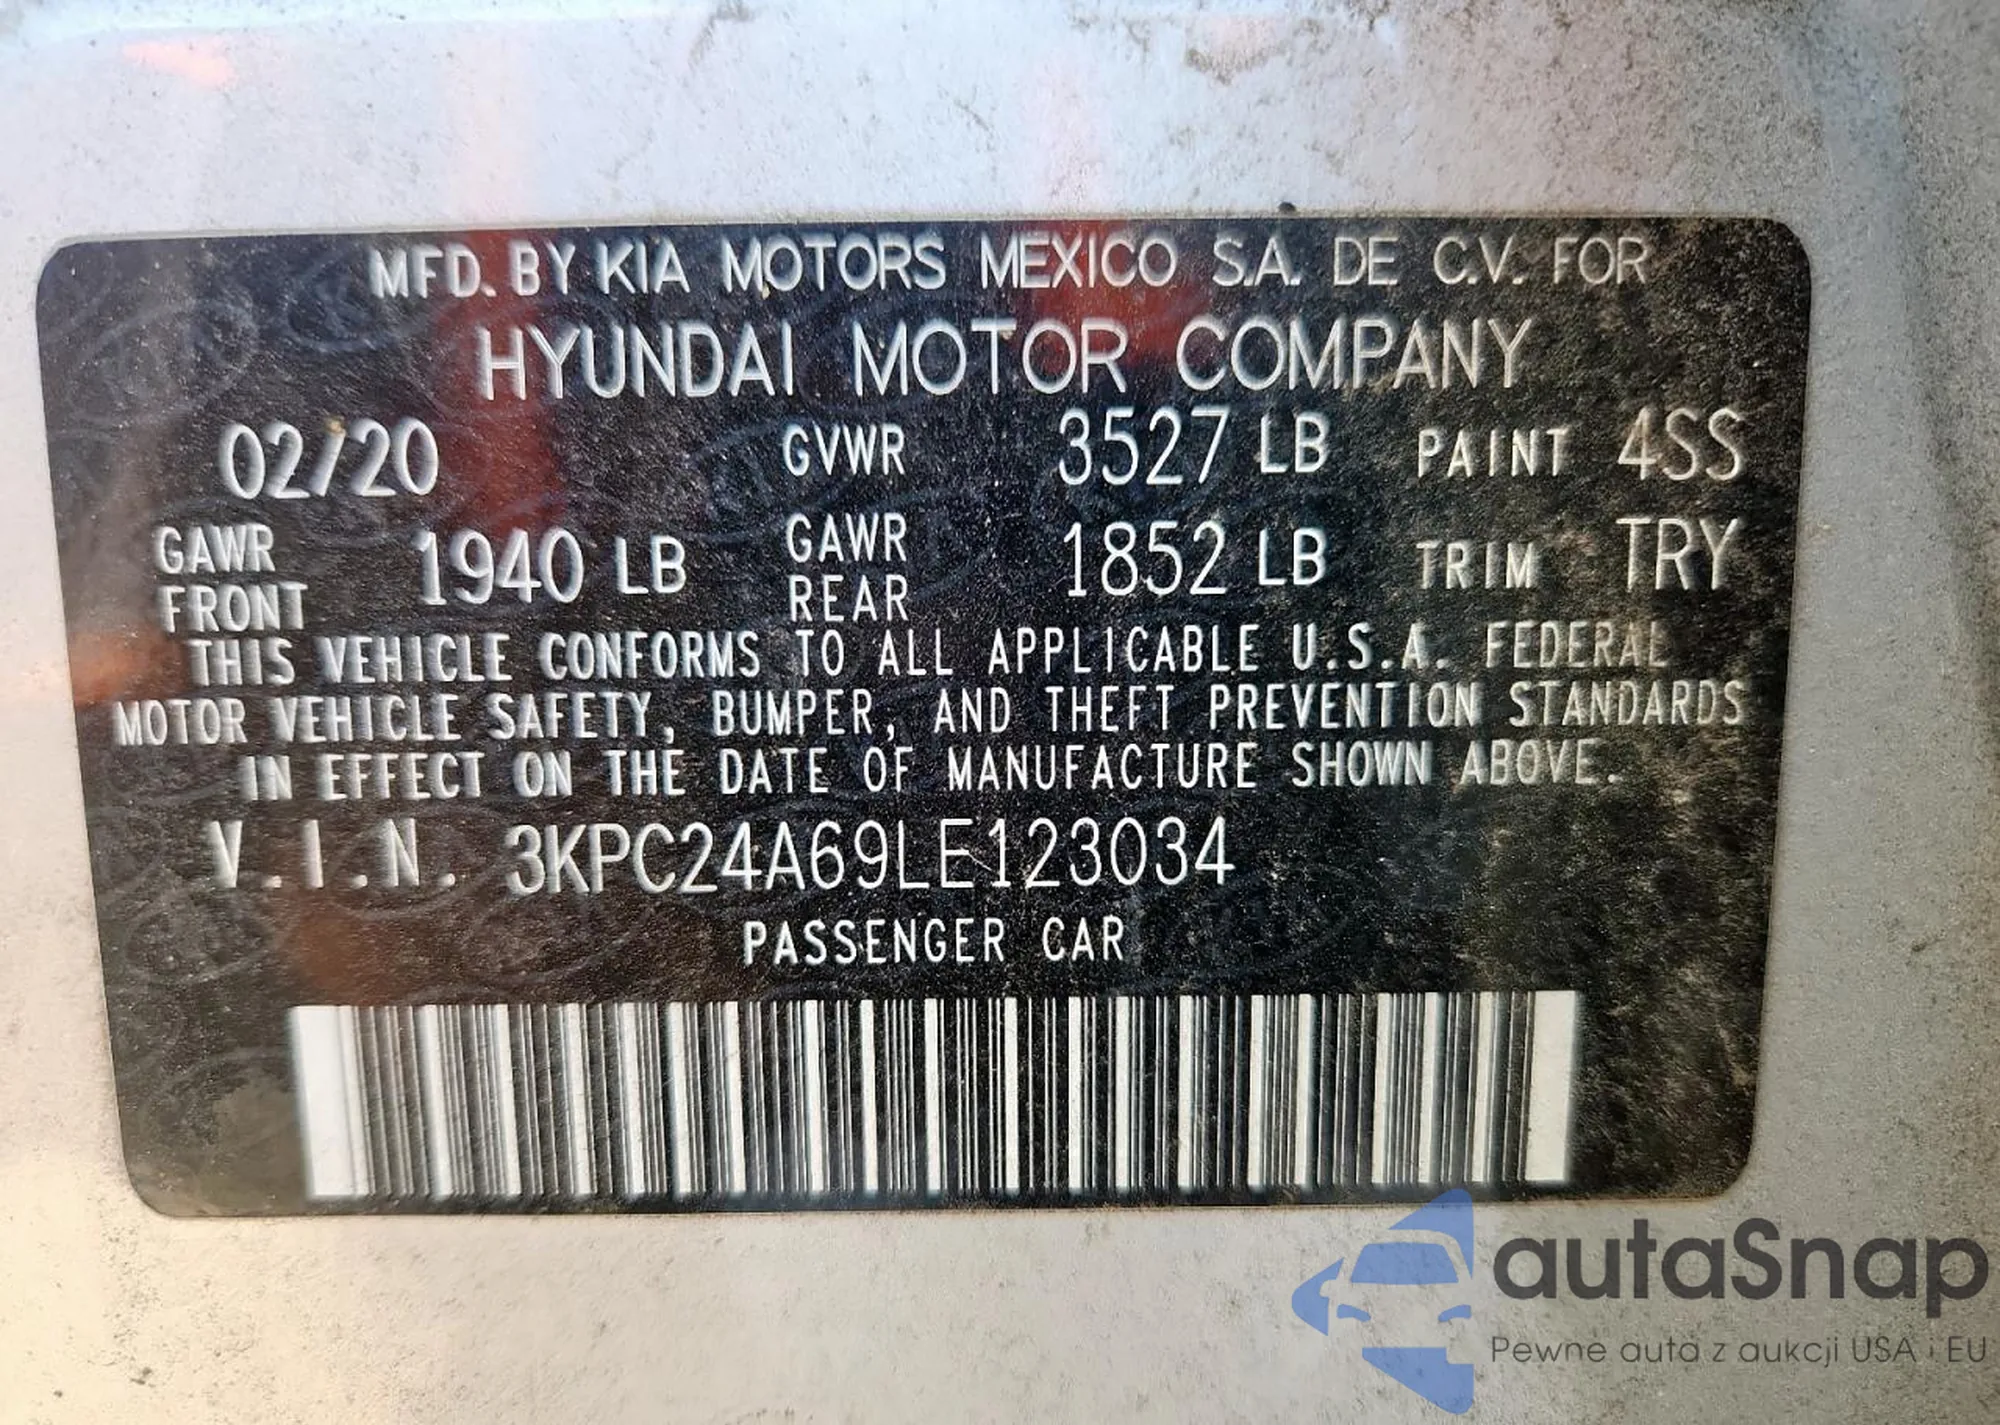 MFD. BY KIA MOTORS MEXICO S.A. DE C.V. FOR
HYUNDAI MOTOR COMPANY
02/20 GVWR 3527 LB PAINT 4SS
GAWR FRONT 1940 LB GAWR REAR 1852 LB TRIM TRY
THIS VEHICLE CONFORMS TO ALL APPLICABLE U.S.A. FEDERAL
MOTOR VEHICLE SAFETY, BUMPER, AND THEFT PREVENTION STANDARDS
IN EFFECT ON THE DATE OF MANUFACTURE SHOWN ABOVE.
V.I.N. 3KPC24A69LE123034
PASSENGER CAR
autaSnap
Pewne auta z aukcji USA i EU